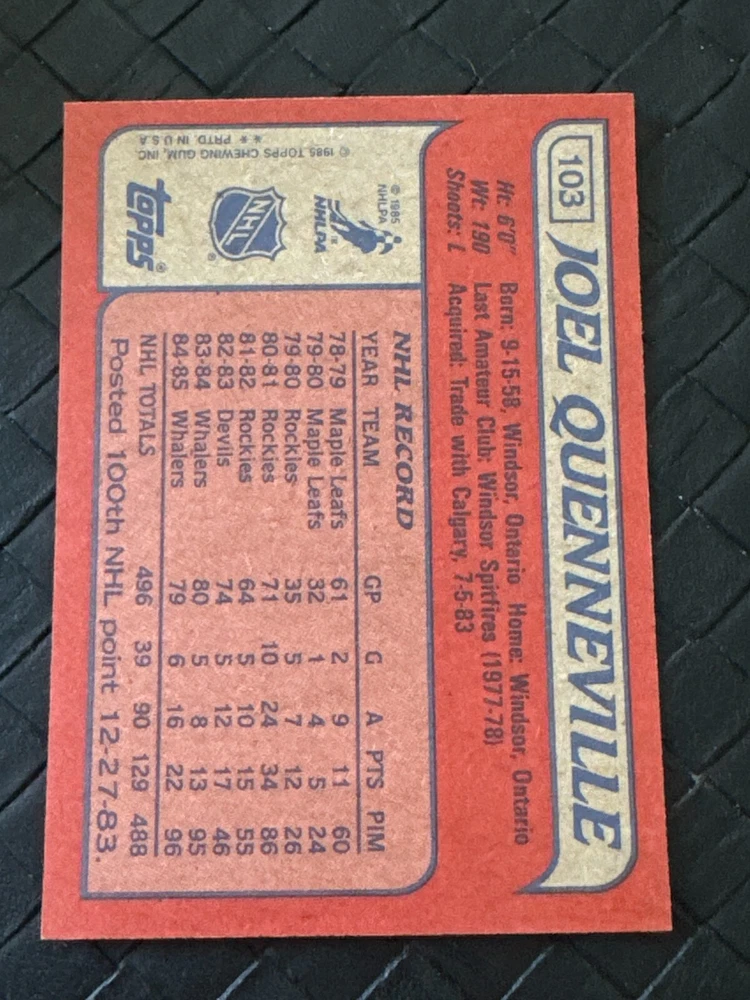 103 JOEL QUENNEVILLE
Ht: 6'0" Born: 9-15-58, Windsor, Ontario Home: Windsor, Ontario
Wt: 190 Last Amateur Club: Windsor Spitfires (1977-78)
Shoots: L Acquired: Trade with Calgary, 7-5-83
© 1985
NHLPA
NHLPA
NHL
®
topps®
© 1985 TOPPS CHEWING GUM, INC.
** PRTD. IN U.S.A
NHL RECORD
YEAR TEAM GP G A PTS PIM
78-79 Maple Leafs 61 2 9 11 60
79-80 Maple Leafs 32 1 4 5 24
79-80 Rockies 35 5 7 12 26
80-81 Rockies 71 10 24 34 86
81-82 Rockies 64 5 10 15 55
82-83 Devils 74 5 12 17 46
83-84 Whalers 80 5 8 13 95
84-85 Whalers 79 6 16 22 96
NHL TOTALS 496 39 90 129 488
Posted 100th NHL point 12-27-83.